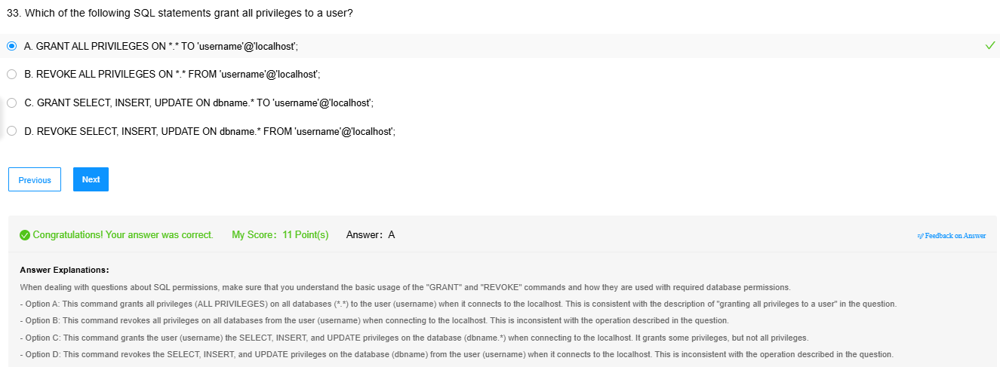 33. Which of the following SQL statements grant all privileges to a user?
A. GRANT ALL PRIVILEGES ON *.* TO 'username'@'localhost';
B. REVOKE ALL PRIVILEGES ON *.* FROM 'username'@'localhost';
C. GRANT SELECT, INSERT, UPDATE ON dbname.* TO 'username'@'localhost';
D. REVOKE SELECT, INSERT, UPDATE ON dbname.* FROM 'username'@'localhost';
Previous Next
Congratulations! Your answer was correct. My Score: 11 Point(s) Answer: A Feedback on Answer
Answer Explanations:
When dealing with questions about SQL permissions, make sure that you understand the basic usage of the "GRANT" and "REVOKE" commands and how they are used with required database permissions.
- Option A: This command grants all privileges (ALL PRIVILEGES) on all databases (*.*) to the user (username) when it connects to the localhost. This is consistent with the description of "granting all privileges to a user" in the question.
- Option B: This command revokes all privileges on all databases from the user (username) when connecting to the localhost. This is inconsistent with the operation described in the question.
- Option C: This command grants the user (username) the SELECT, INSERT, and UPDATE privileges on the database (dbname.*) when connecting to the localhost. It grants some privileges, but not all privileges.
- Option D: This command revokes the SELECT, INSERT, and UPDATE privileges on the database (dbname) from the user (username) when it connects to the localhost. This is inconsistent with the operation described in the question.